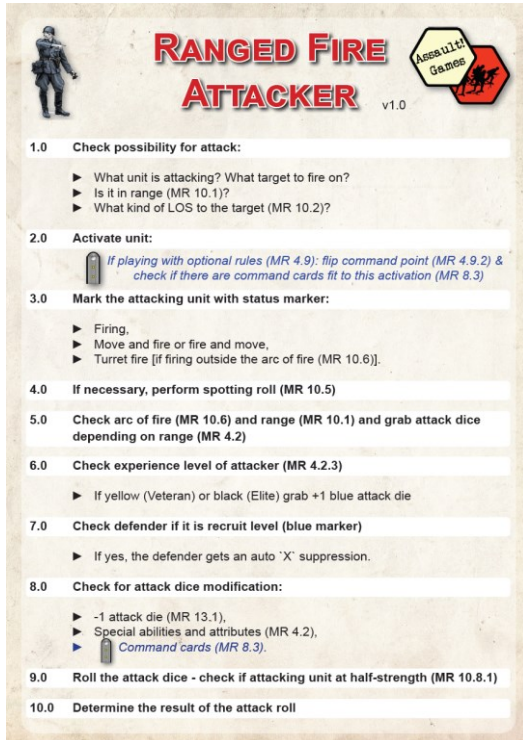 RANGED FIRE
ATTACKER
v1.0
Assault!
Games
1.0 Check possibility for attack:
► What unit is attacking? What target to fire on?
► Is it in range (MR 10.1)?
► What kind of LOS to the target (MR 10.2)?
2.0 Activate unit:
If playing with optional rules (MR 4.9): flip command point (MR 4.9.2) &
check if there are command cards fit to this activation (MR 8.3)
3.0 Mark the attacking unit with status marker:
► Firing,
► Move and fire or fire and move,
► Turret fire [if firing outside the arc of fire (MR 10.6)].
4.0 If necessary, perform spotting roll (MR 10.5)
5.0 Check arc of fire (MR 10.6) and range (MR 10.1) and grab attack dice
depending on range (MR 4.2)
6.0 Check experience level of attacker (MR 4.2.3)
► If yellow (Veteran) or black (Elite) grab +1 blue attack die
7.0 Check defender if it is recruit level (blue marker)
► If yes, the defender gets an auto `X` suppression.
8.0 Check for attack dice modification:
► -1 attack die (MR 13.1),
► Special abilities and attributes (MR 4.2),
► Command cards (MR 8.3).
9.0 Roll the attack dice - check if attacking unit at half-strength (MR 10.8.1)
10.0 Determine the result of the attack roll